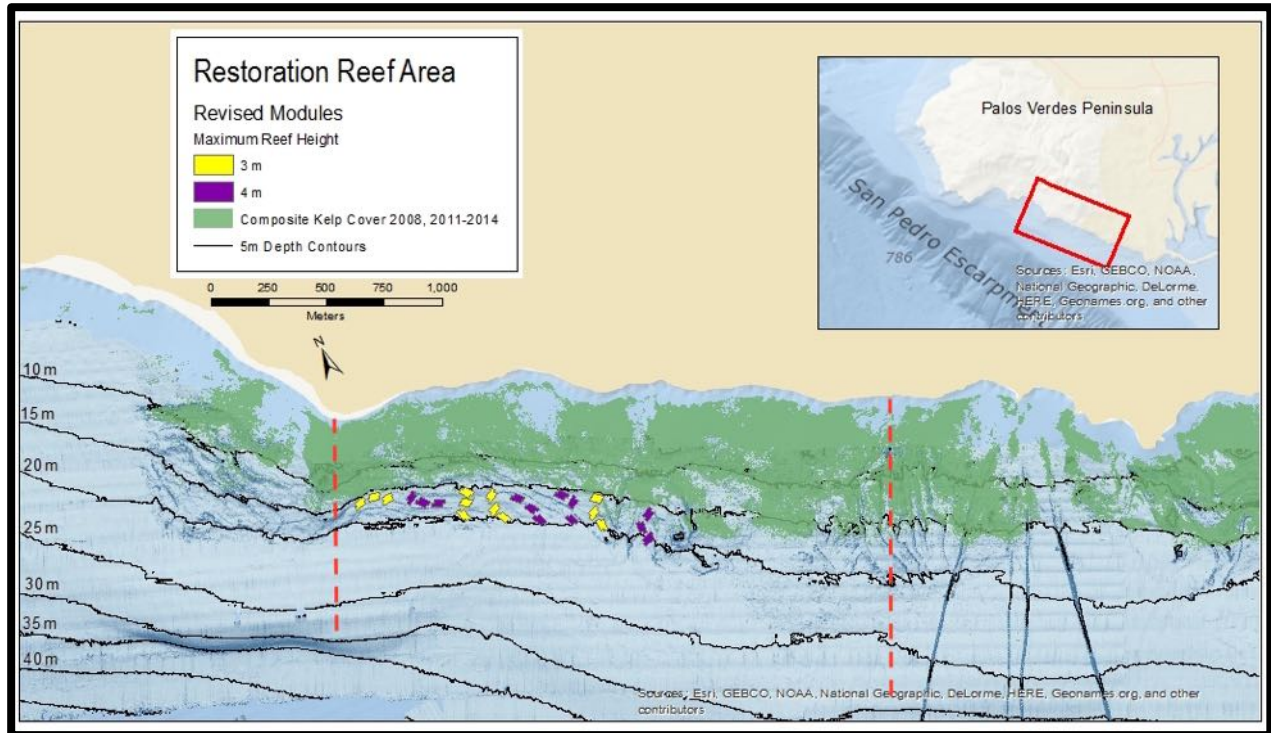 Restoration Reef Area
Revised Modules
Maximum Reef Height
3 m
4 m
Composite Kelp Cover 2008, 2011-2014
5m Depth Contours
0 250 500 750 1,000
Meters
N
Palos Verdes Peninsula
San Pedro Escarpment
786
Sources: Esri, GEBCO, NOAA,
National Geographic, DeLorme,
HERE, Geonames.org, and other
contributors
10 m
15 m
20 m
25 m
30 m
35 m
40 m
Sources: Esri, GEBCO, NOAA, National Geographic, DeLorme, HERE, Geonames.org, and other
contributors